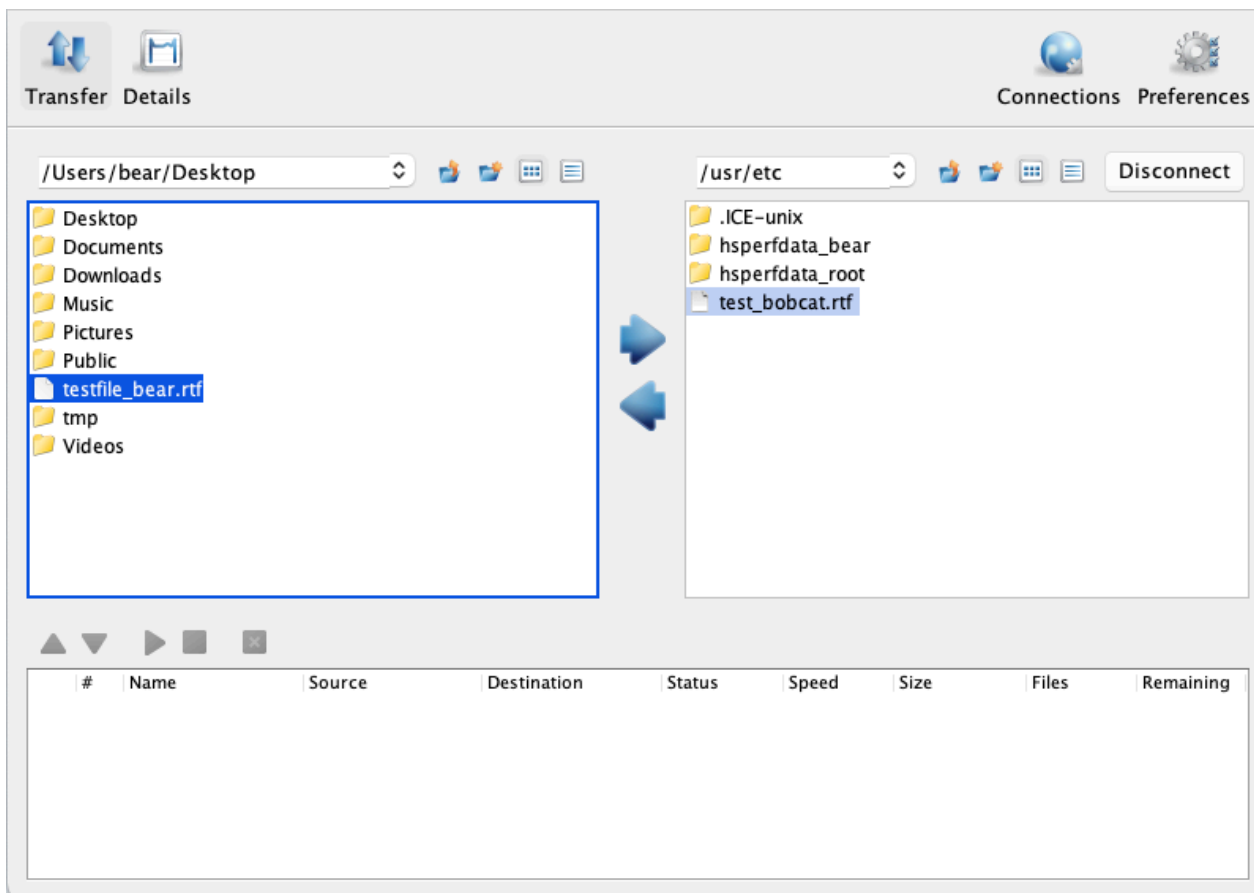 Transfer Details Connections Preferences
/Users/bear/Desktop
Desktop
Documents
Downloads
Music
Pictures
Public
testfile_bear.rtf
tmp
Videos
/usr/etc Disconnect
.ICE-unix
hsperfdata_bear
hsperfdata_root
test_bobcat.rtf
# Name Source Destination Status Speed Size Files Remaining